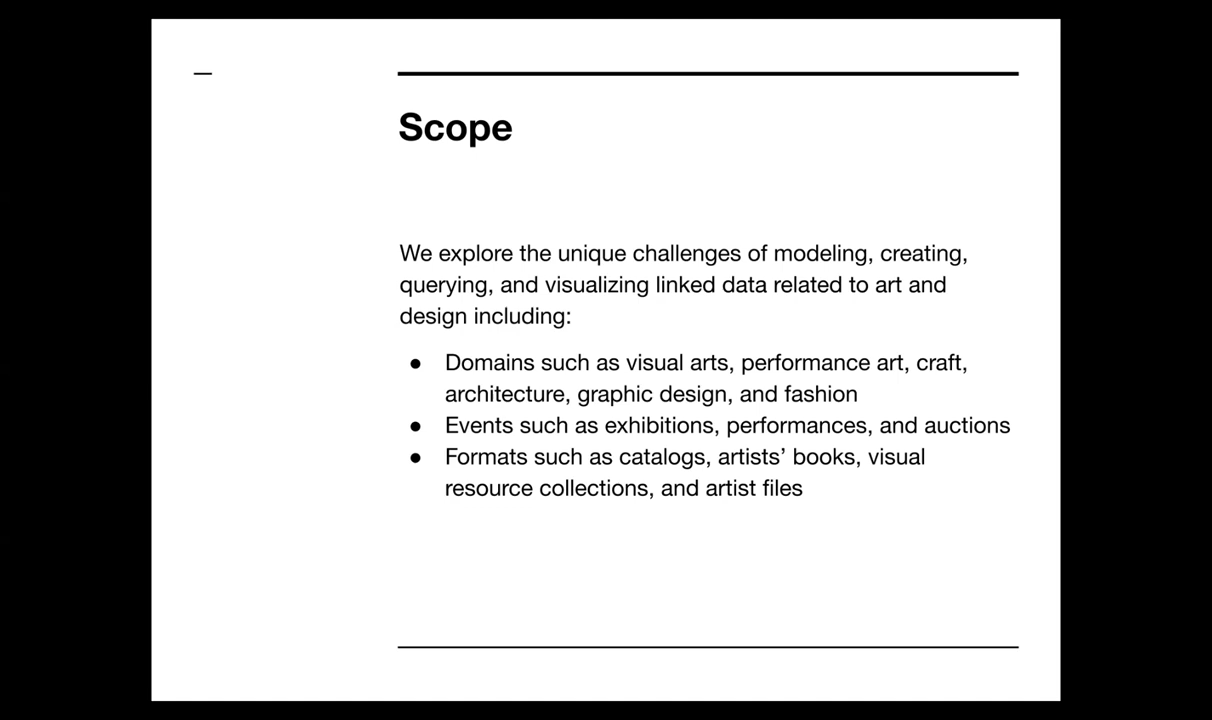 Scope
We explore the unique challenges of modeling, creating,
querying, and visualizing linked data related to art and
design including:
● Domains such as visual arts, performance art, craft,
architecture, graphic design, and fashion
● Events such as exhibitions, performances, and auctions
● Formats such as catalogs, artists’ books, visual
resource collections, and artist files